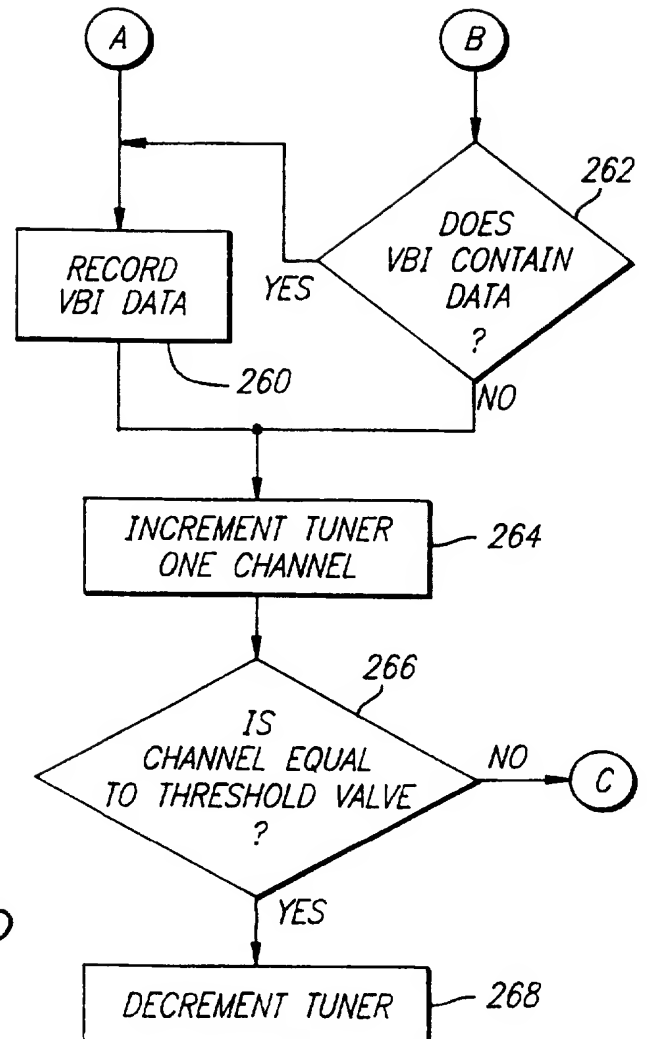 A
B
262
DOES
VBI CONTAIN
DATA
?
YES
NO
RECORD
VBI DATA
260
INCREMENT TUNER
ONE CHANNEL
264
266
IS
CHANNEL EQUAL
TO THRESHOLD VALVE
?
NO
C
YES
DECREMENT TUNER
268